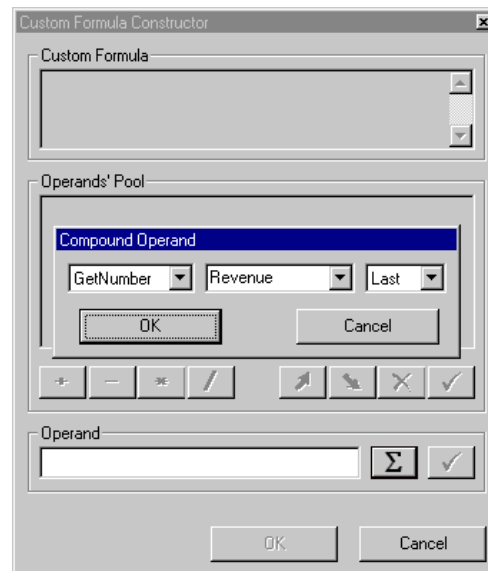 Custom Formula Constructor
Custom Formula
Operands' Pool
Compound Operand
GetNumber Revenue Last
OK Cancel
+ − * /
Operand
Σ
OK Cancel